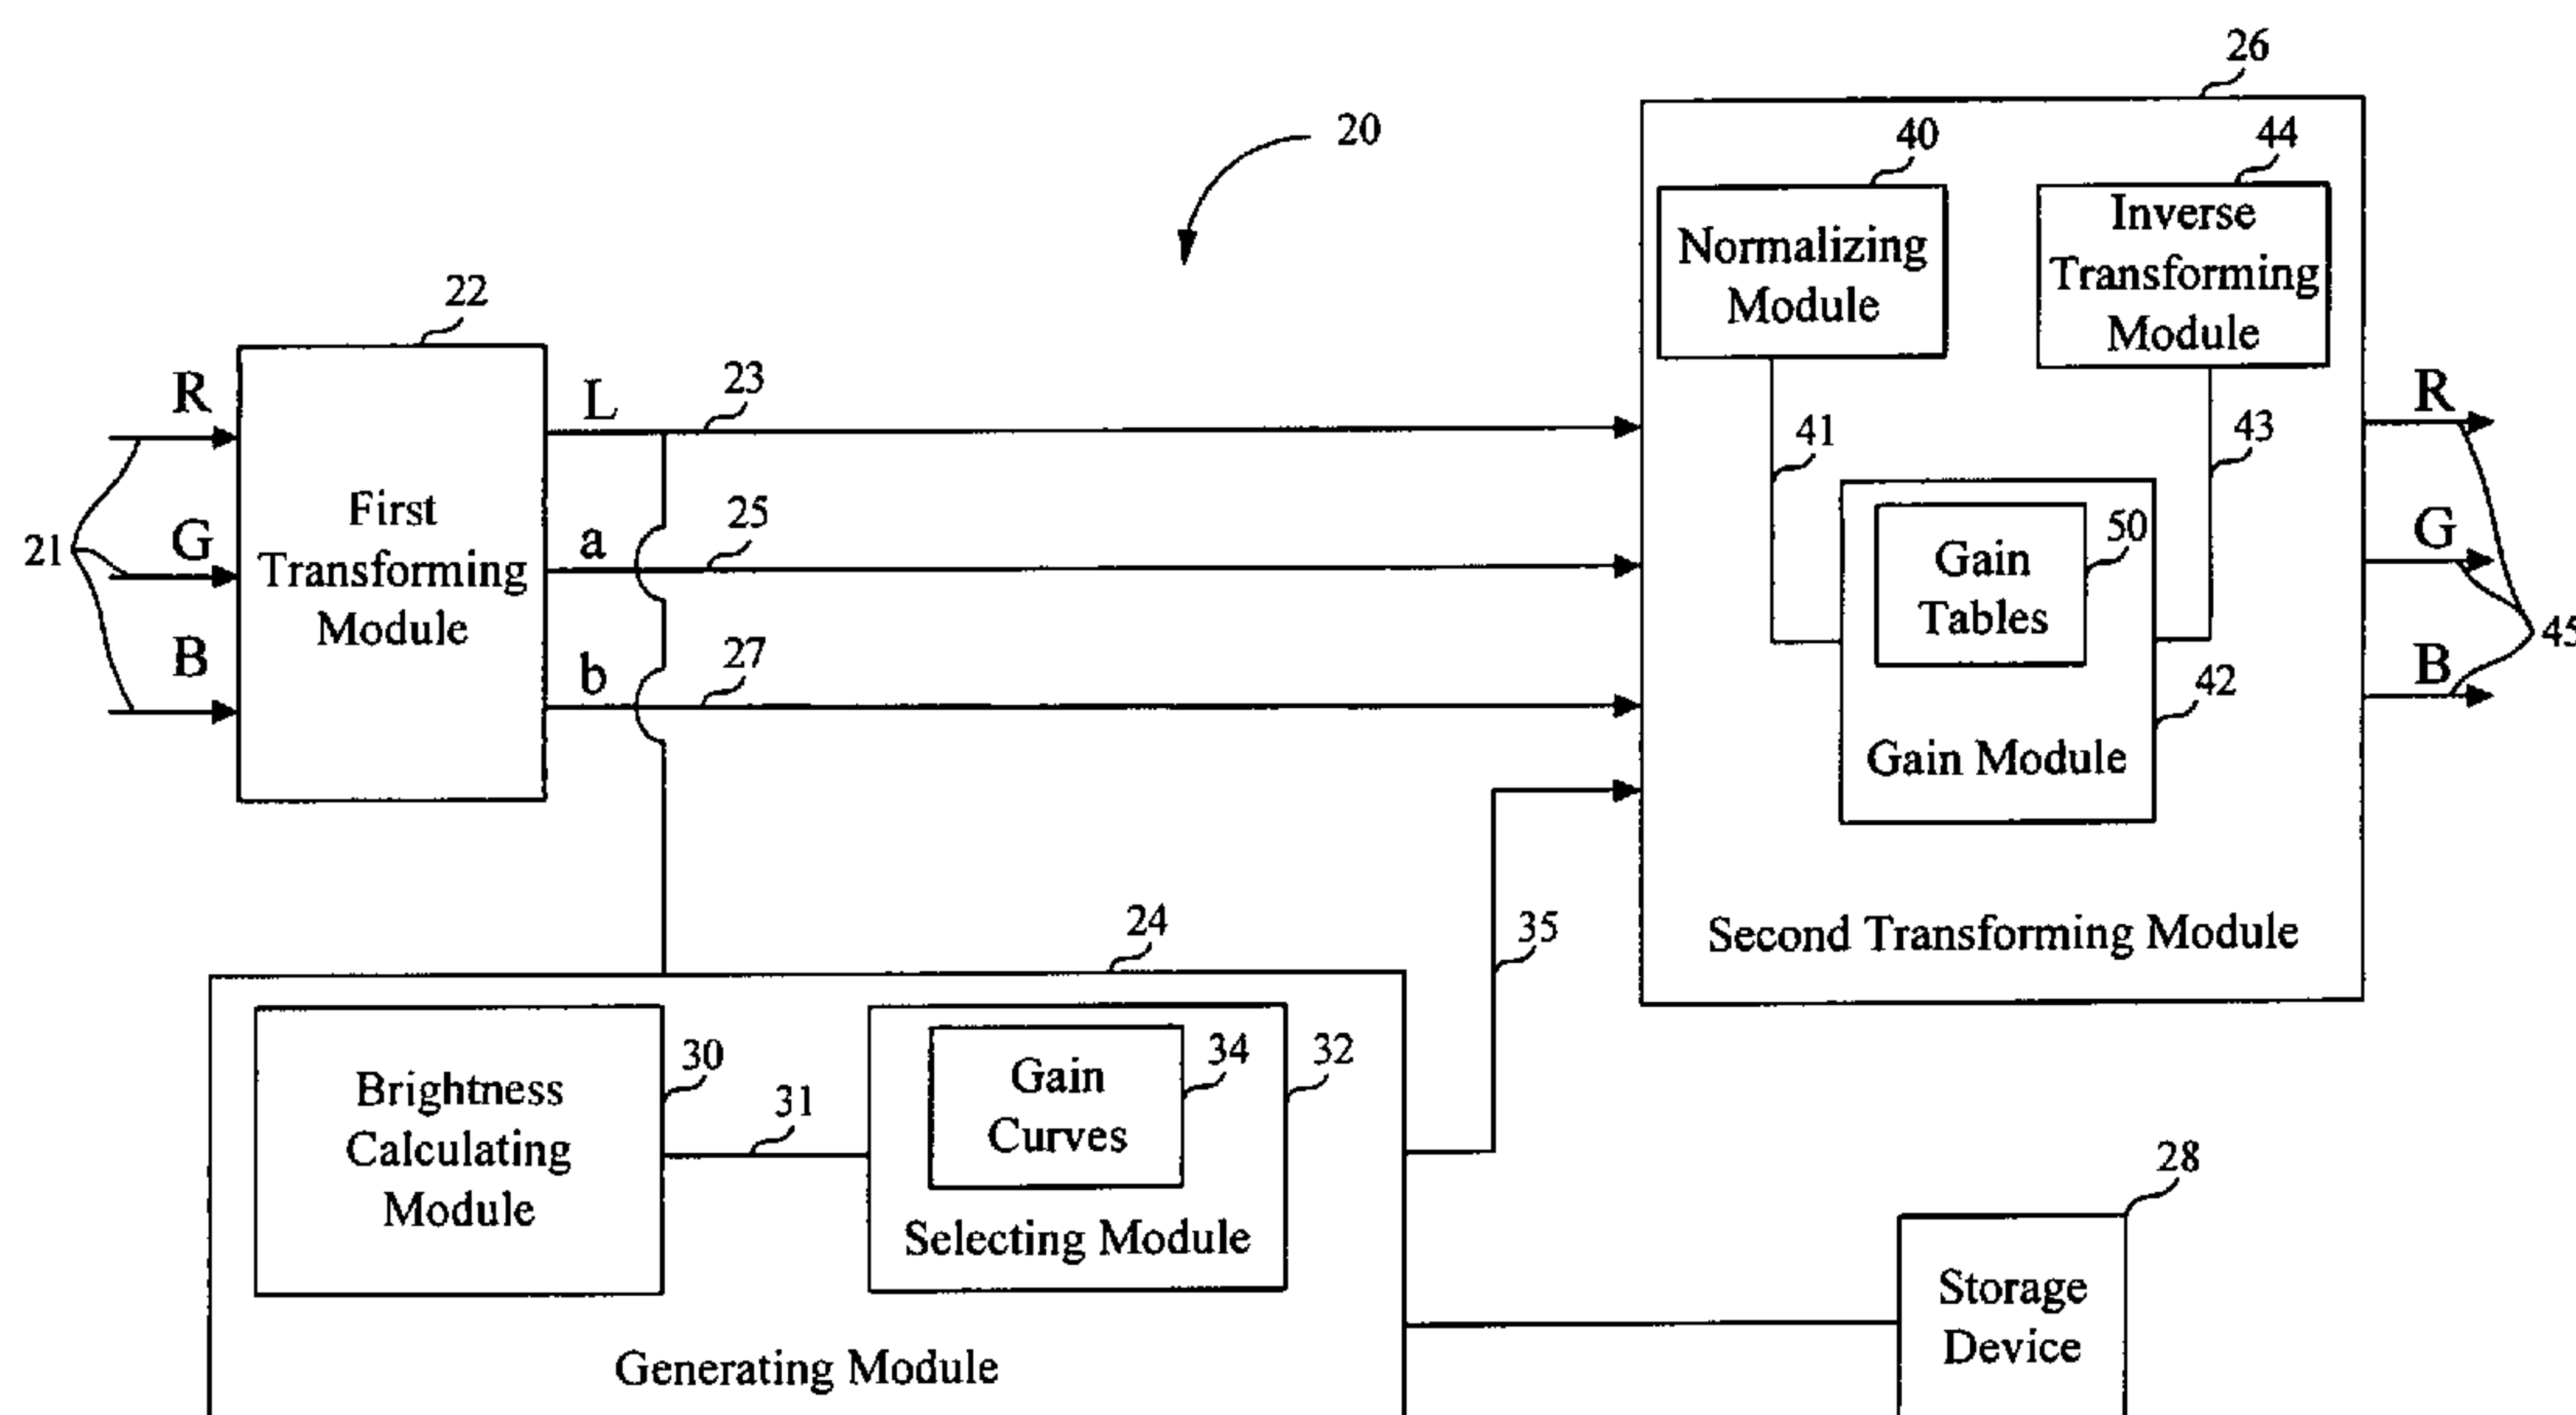 26
20
40
44
Normalizing
Module
Inverse
Transforming
Module
22
R
G
B
21
First
Transforming
Module
L
23
a
25
b
27
41
43
Gain
Tables
50
42
Gain Module
Second Transforming Module
R
G
B
45
24
35
Brightness
Calculating
Module
30
31
Gain
Curves
34
32
Selecting Module
Generating Module
28
Storage
Device